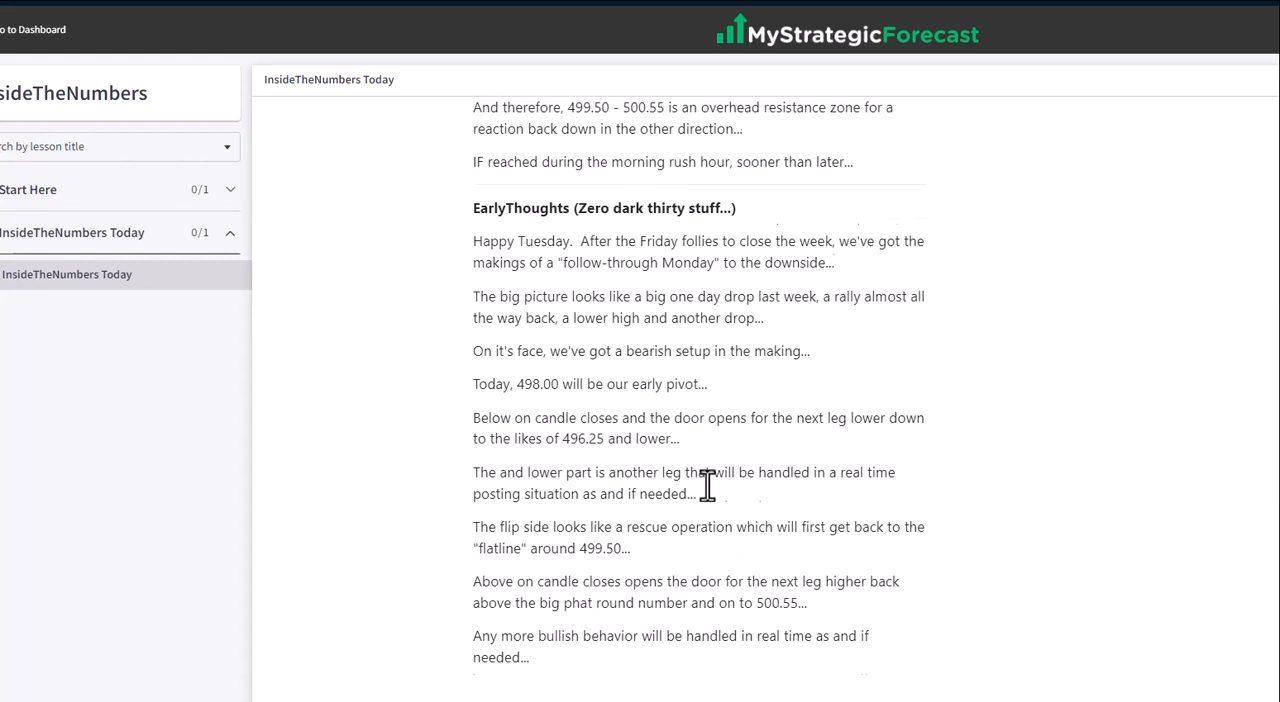 o to Dashboard
MyStrategicForecast
sideTheNumbers
rch by lesson title
Start Here 0/1
InsideTheNumbers Today 0/1
InsideTheNumbers Today
InsideTheNumbers Today
And therefore, 499.50 - 500.55 is an overhead resistance zone for a
reaction back down in the other direction...
IF reached during the morning rush hour, sooner than later...
EarlyThoughts (Zero dark thirty stuff...)
Happy Tuesday.  After the Friday follies to close the week, we've got the
makings of a "follow-through Monday" to the downside...
The big picture looks like a big one day drop last week, a rally almost all
the way back, a lower high and another drop...
On it's face, we've got a bearish setup in the making...
Today, 498.00 will be our early pivot...
Below on candle closes and the door opens for the next leg lower down
to the likes of 496.25 and lower...
The and lower part is another leg that will be handled in a real time
posting situation as and if needed...
The flip side looks like a rescue operation which will first get back to the
"flatline" around 499.50...
Above on candle closes opens the door for the next leg higher back
above the big phat round number and on to 500.55...
Any more bullish behavior will be handled in real time as and if
needed...